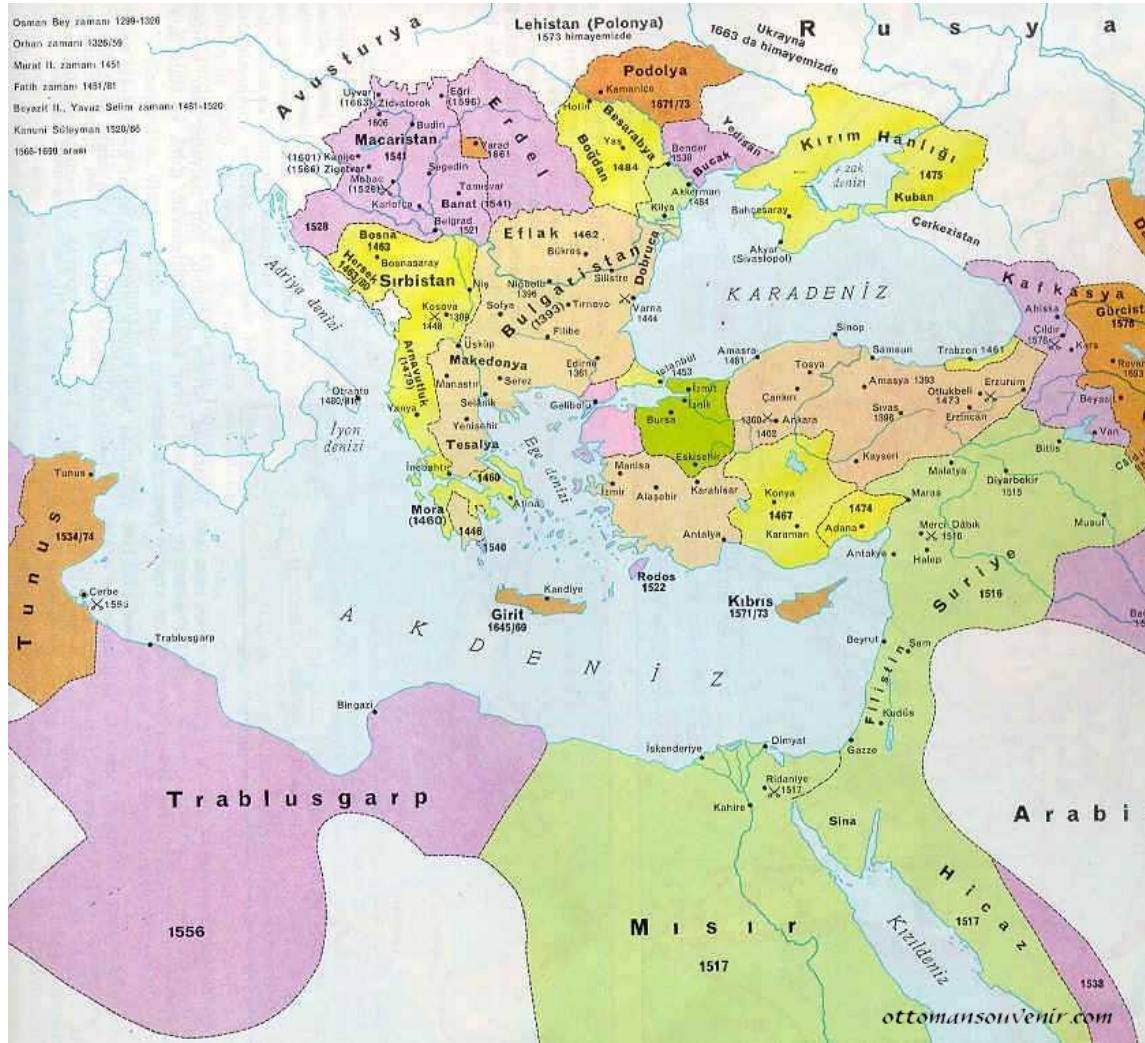 Osman Bey zamanı 1299-1326
Orhan zamanı 1326/59
Murat II. zamanı 1451
Fatih zamanı 1451/81
Beyazit II., Yavuz Selim zamanı 1481-1520
Kanuni Süleyman 1520/66
1566-1699 arası
Lehistan (Polonya)
1573 himayemizde
Ukrayna
1663 da himayemizde
Rusya
Avusturya
Podolya
Kamaniçe
1671/73
Uyvar
(1663)
Zidvatorok
1606
Eğri
(1596)
Erdel
Hotin
Besarabya
Boğdan
Yaş
1484
Yedisan
Bender
1538
Bucak
Kırım Hanlığı
1475
Kuban
Budin
Macaristan
1541
Varad
1661
(1601) Kanije
(1566) Zigetvar
Segedin
Mohaç
(1526)
Tamışvar
Banat (1541)
Karlofça
Belgrad
1521
1528
Akkerman
1484
Kilya
denizi
Bahçesaray
Akyar
(Sivastopol)
Çerkezistan
Bosna
1463
Hersek
1463/66
Bosnasaray
Sırbistan
Eflak 1462
Bükreş
Dobruca
Silistre
Niğbolu
1396
Niş
Bulgaristan
(1393)
Sofya
Tırnovo
Varna
1444
Filibe
Kosova
1448
1389
Üsküp
Adriya denizi
KARADENİZ
Kafkasya
Ahıska
Gürcist
1578
Çıldır
1578
Kars
Revan
Beyazıt
Sinop
Amasra
1461
Samsun
Trabzon 1461
İstanbul
1453
Edirne
1361
Makedonya
Arnavutluk
(1479)
Manastır
Serez
Selanik
Otranto
1480/81
Yanya
Yenişehir
Tesalya
Gelibolu
İzmit
İznik
Bursa
Eskişehir
Tosya
Çankırı
Amasya 1393
1360
1402
Ankara
Sivas
1398
Otlukbeli
1473
Erzurum
Erzincan
Van
Bitlis
İyon
denizi
Ege denizi
İnebahtı
1460
Atina
Mora
(1460)
1446
1540
Manisa
İzmir
Alaşehir
Karahisar
Antalya
Kayseri
Konya
1467
Karaman
1474
Adana
Malatya
Maraş
Diyarbekir
1515
Musul
Merci Dâbık
1516
Halep
Antakya
Suriye
1516
Tunus
Tunus
1534/74
Cerbe
Trablusgarp
Kandiye
Girit
1645/69
Rodos
1522
Kıbrıs
1571/73
AKDENİZ
Beyrut
Şam
Filistin
Kudüs
Gazze
Bingazi
İskenderiye
Dimyat
Ridaniye
1517
Kahire
Sina
Arabi
Trablusgarp
1556
Mısır
1517
Hicaz
1517
Kızıldeniz
1538
ottomansouvenir.com